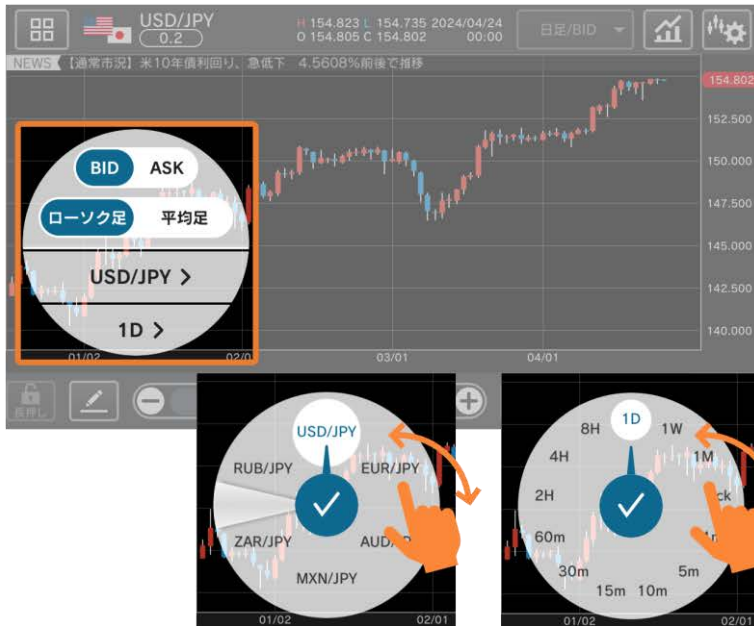 USD/JPY
0.2
H 154.823 L 154.735 2024/04/24
O 154.805 C 154.802 00:00
日足/BID
NEWS 【通常市況】米10年債利回り、急低下 4.5608%前後で推移
154.802
152.500
150.000
147.500
145.000
142.500
140.000
BID ASK
ローソク足 平均足
USD/JPY >
1D >
01/02 02/0 03/01 04/01
長押し
USD/JPY
RUB/JPY EUR/JPY
ZAR/JPY AUD/
MXN/JPY
01/02 02/01
1D
8H 1W
4H 1M
2H ck
60m
30m 5m
15m 10m
01/02 02/01